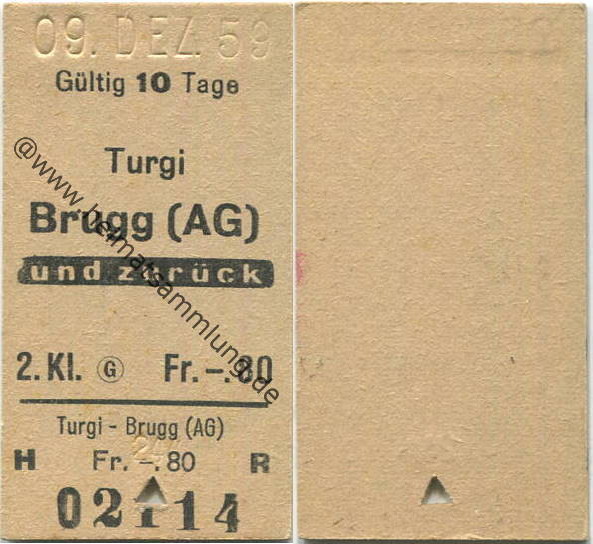 09. DEZ. 59
Gültig 10 Tage
Turgi
Brugg (AG)
und zurück
2. Kl. G Fr. –.80
Turgi - Brugg (AG)
H Fr. –.80 R
02114
@www.heimatsammlung.de